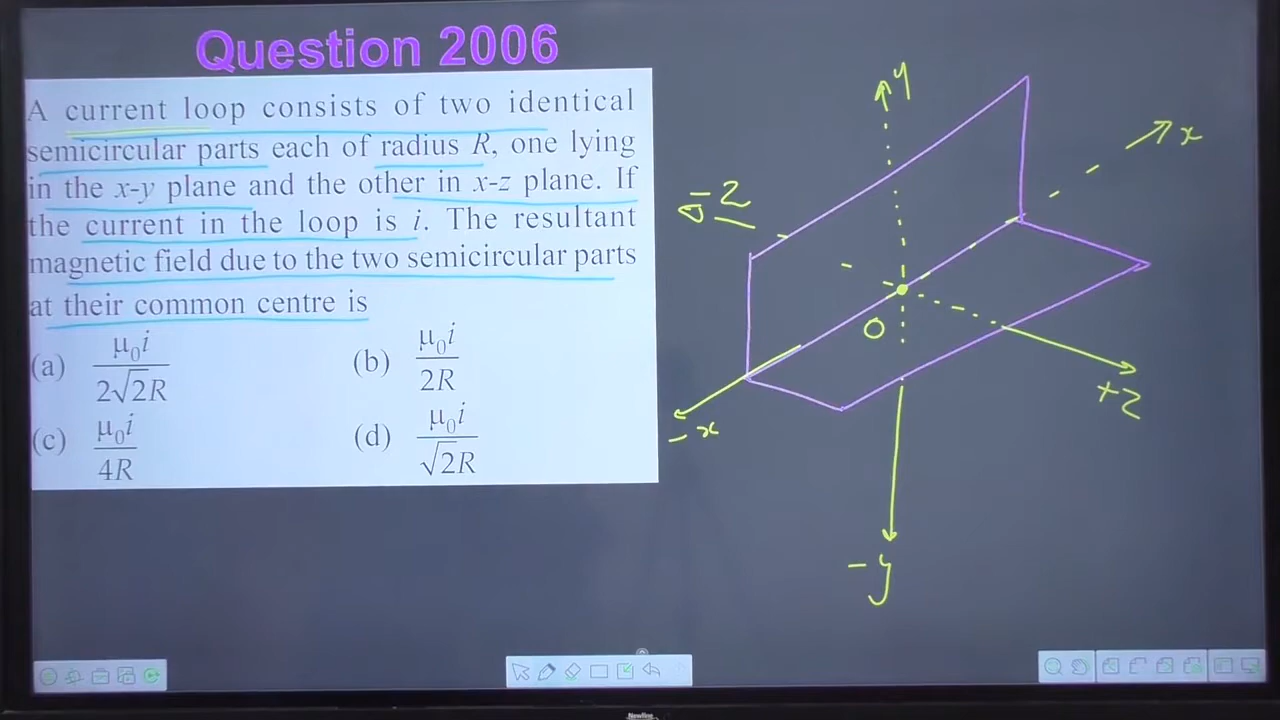 Question 2006
A current loop consists of two identical
semicircular parts each of radius R, one lying
in the x-y plane and the other in x-z plane. If
the current in the loop is i. The resultant
magnetic field due to the two semicircular parts
at their common centre is
(a) μ₀i / 2√2R (b) μ₀i / 2R
(c) μ₀i / 4R (d) μ₀i / √2R
y
x
-z
O
+z
-x
-y
Newline